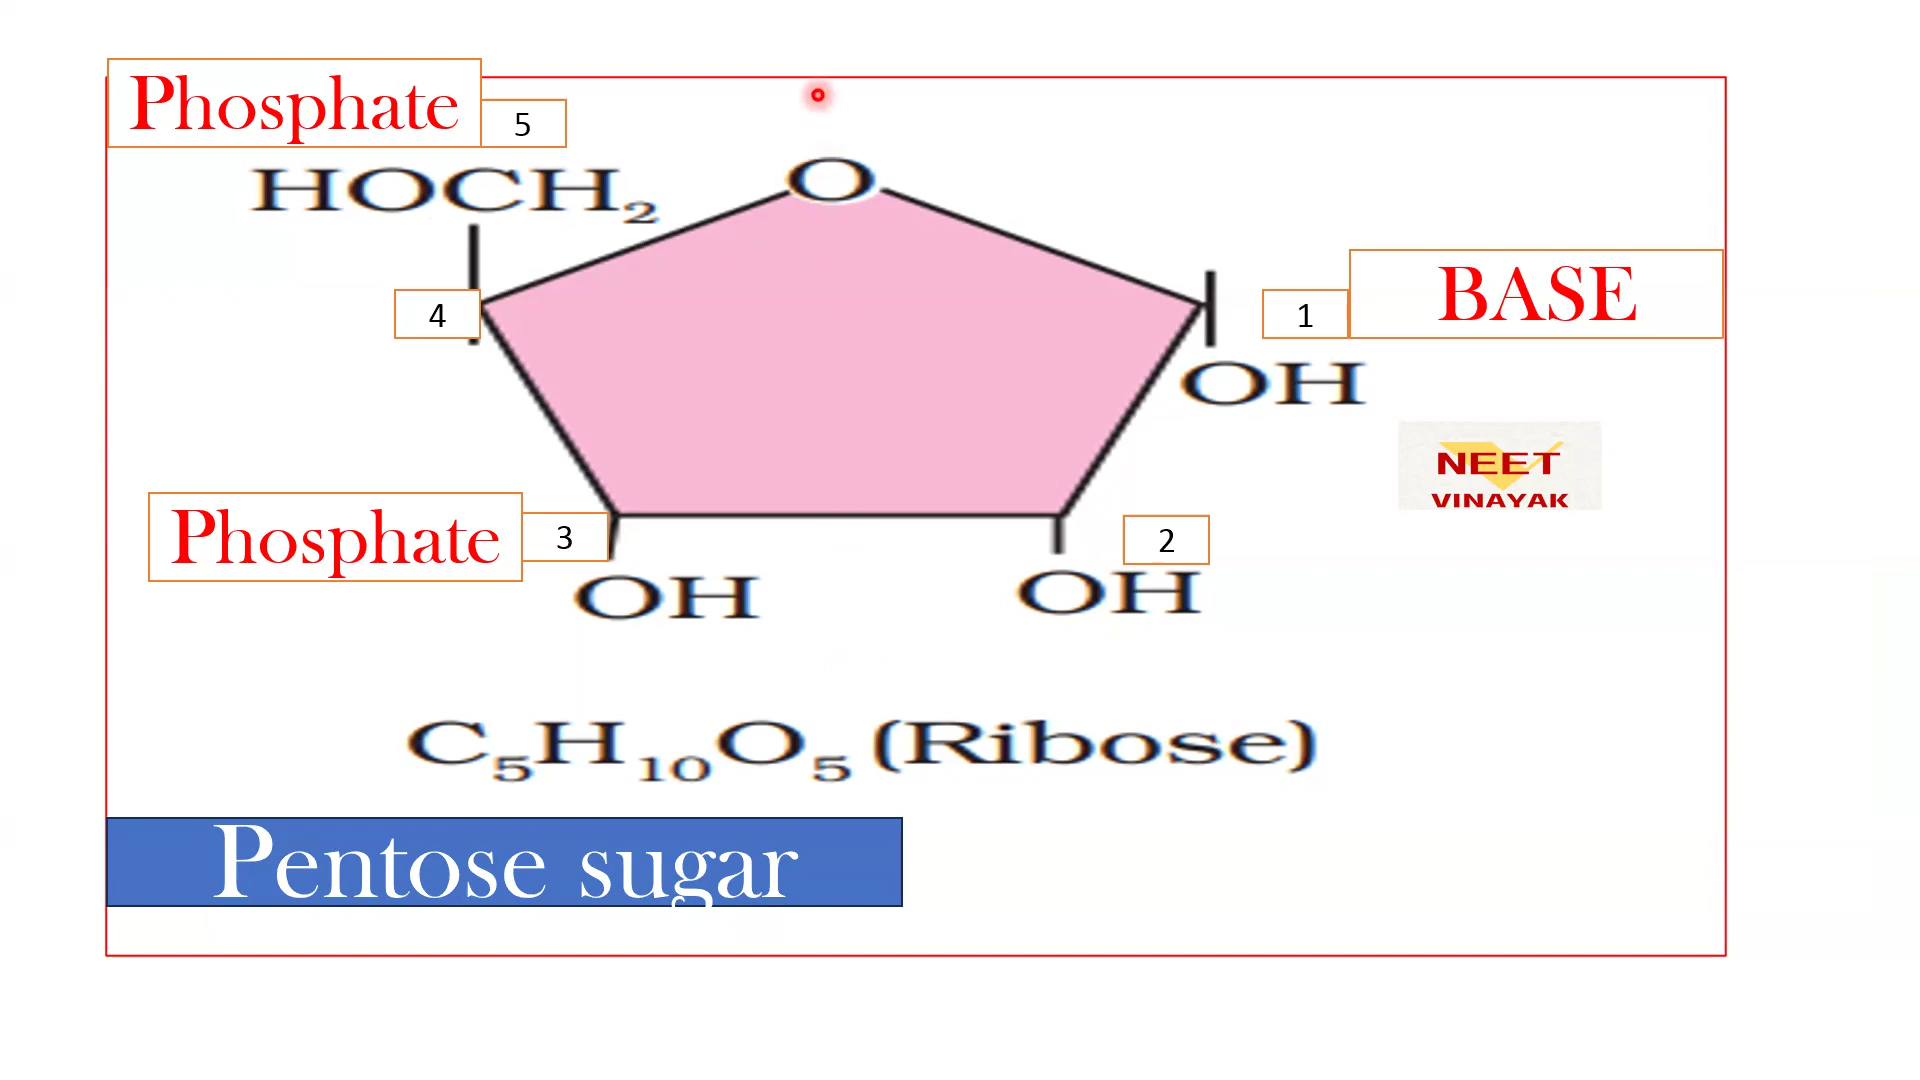 Phosphate
5
HOCH₂
O
4
1
BASE
OH
NEET
VINAYAK
Phosphate
3
2
OH
OH
C₅H₁₀O₅ (Ribose)
Pentose sugar